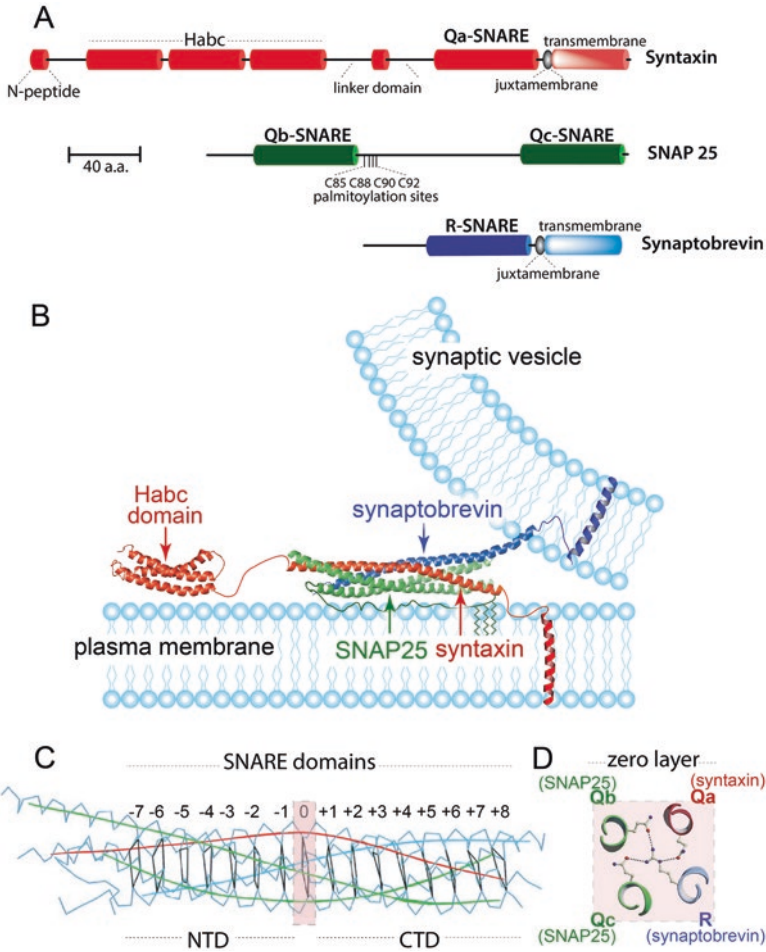 A
Habc
Qa-SNARE
transmembrane
Syntaxin
N-peptide
linker domain
juxtamembrane
40 a.a.
Qb-SNARE
Qc-SNARE
SNAP 25
C85 C88 C90 C92
palmitoylation sites
R-SNARE
transmembrane
Synaptobrevin
juxtamembrane
B
synaptic vesicle
Habc
domain
synaptobrevin
plasma membrane
SNAP25
syntaxin
C
SNARE domains
-7 -6 -5 -4 -3 -2 -1 0 +1 +2 +3 +4 +5 +6 +7 +8
NTD
CTD
D
zero layer
(SNAP25)
Qb
(syntaxin)
Qa
Qc
(SNAP25)
R
(synaptobrevin)